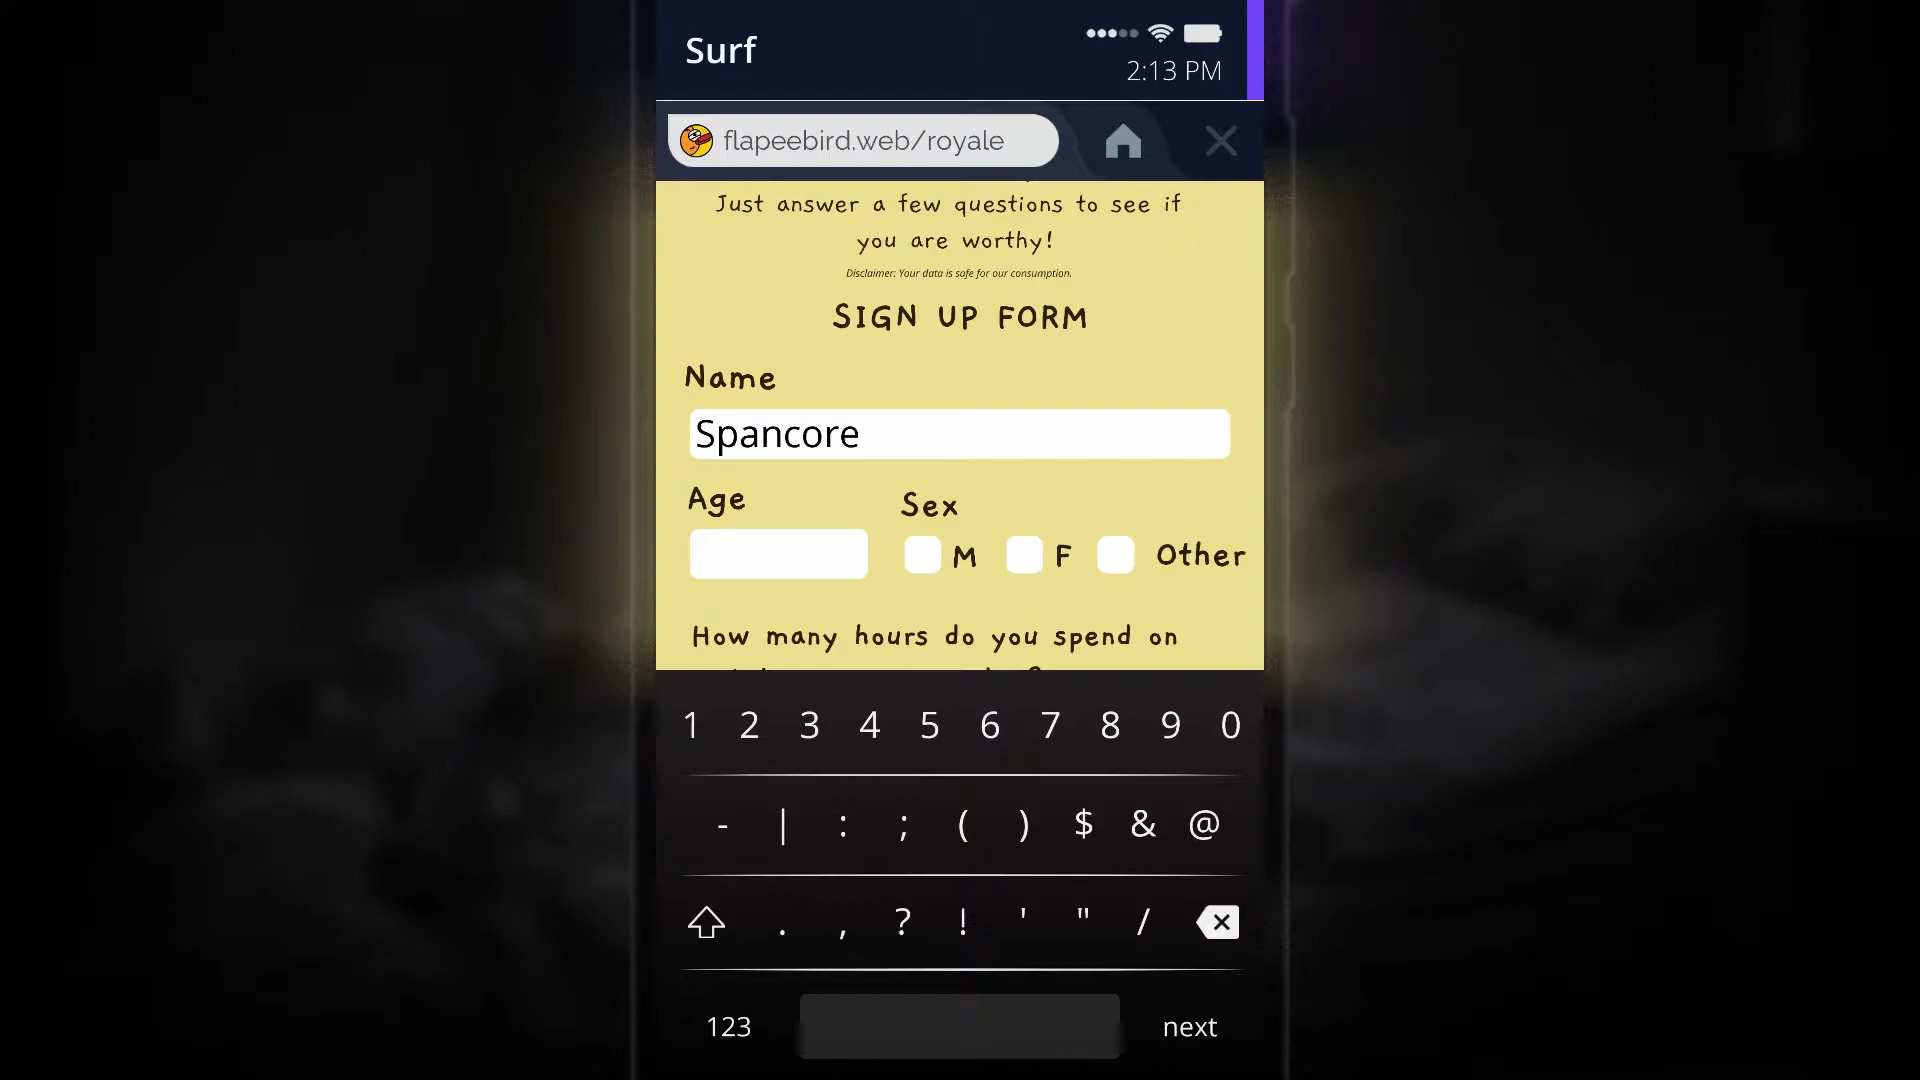 Surf
2:13 PM
flapeebird.web/royale
Just answer a few questions to see if
you are worthy!
Disclaimer: Your data is safe for our consumption.
SIGN UP FORM
Name
Spancore
Age Sex
M F Other
How many hours do you spend on
1 2 3 4 5 6 7 8 9 0
- | : ; ( ) $ & @
. , ? ! ' " /
123 next